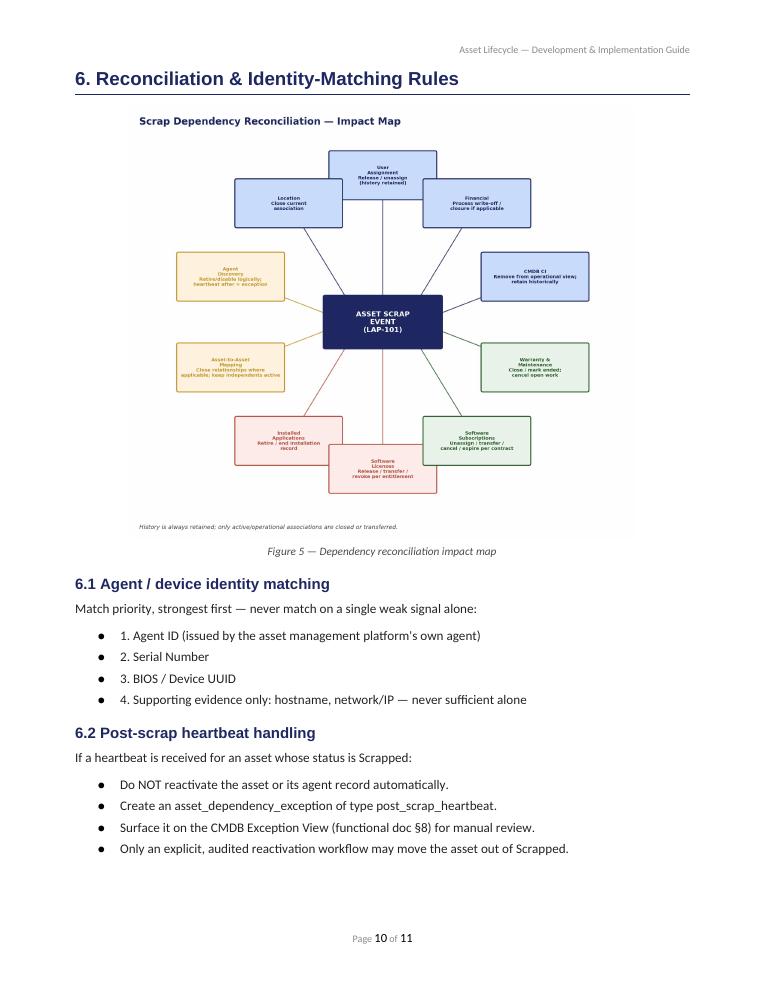 Asset Lifecycle — Development & Implementation Guide
6. Reconciliation & Identity-Matching Rules
Scrap Dependency Reconciliation — Impact Map
User
Assignment
Release / unassign
(history retained)
Location
Close current
association
Financial
Process write-off /
closure if applicable
Agent
Discovery
Retire/disable logically;
heartbeat after = exception
CMDB CI
Remove from operational view;
retain historically
ASSET SCRAP
EVENT
(LAP-101)
Asset-to-Asset
Mapping
Close relationships where
applicable; keep independents active
Warranty &
Maintenance
Close / mark ended;
cancel open work
Installed
Applications
Retire / end installation
record
Software
Licenses
Release / transfer /
revoke per entitlement
Software
Subscriptions
Unassign / transfer /
cancel / expire per contract
History is always retained; only active/operational associations are closed or transferred.
Figure 5 — Dependency reconciliation impact map
6.1 Agent / device identity matching
Match priority, strongest first — never match on a single weak signal alone:
● 1. Agent ID (issued by the asset management platform's own agent)
● 2. Serial Number
● 3. BIOS / Device UUID
● 4. Supporting evidence only: hostname, network/IP — never sufficient alone
6.2 Post-scrap heartbeat handling
If a heartbeat is received for an asset whose status is Scrapped:
● Do NOT reactivate the asset or its agent record automatically.
● Create an asset_dependency_exception of type post_scrap_heartbeat.
● Surface it on the CMDB Exception View (functional doc §8) for manual review.
● Only an explicit, audited reactivation workflow may move the asset out of Scrapped.
Page 10 of 11